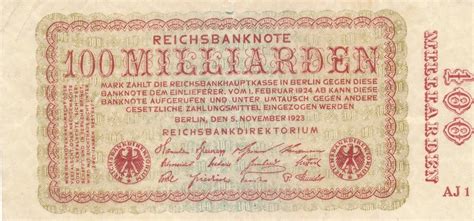 REICHSBANKNOTE
100 MILLIARDEN
MARK ZAHLT DIE REICHSBANKHAUPTKASSE IN BERLIN GEGEN DIESE
BANKNOTE DEM EINLIEFERER. VOM 1. FEBRUAR 1924 AB KANN DIESE
BANKNOTE AUFGERUFEN UND UNTER UMTAUSCH GEGEN ANDERE
GESETZLICHE ZAHLUNGSMITTEL EINGEZOGEN WERDEN
BERLIN, DEN 5. NOVEMBER 1923
REICHSBANKDIREKTORIUM
100
MILLIARDEN
AJ 1